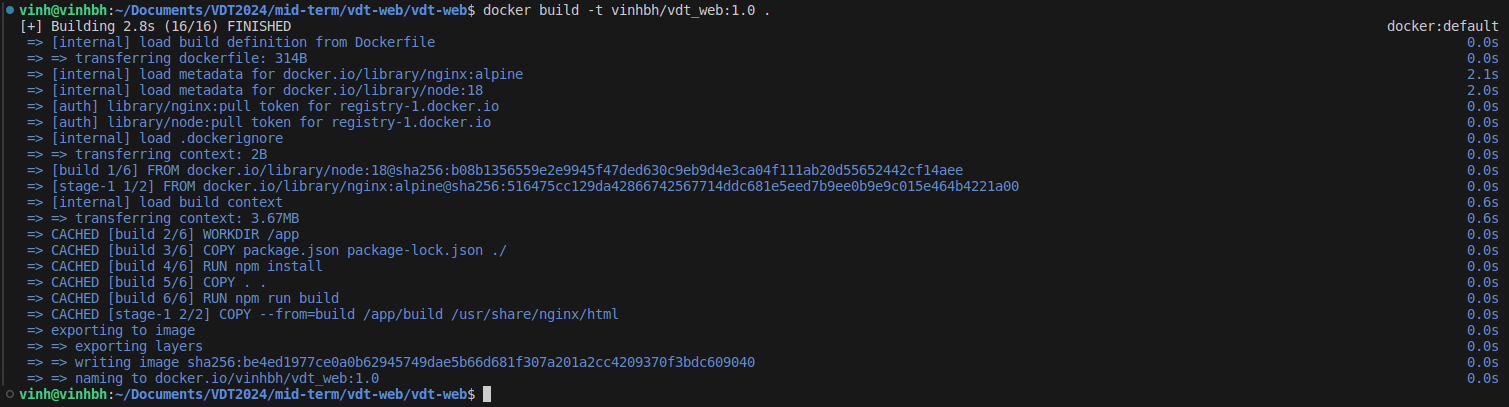 vinh@vinhbh:~/Documents/VDT2024/mid-term/vdt-web/vdt-web$ docker build -t vinhbh/vdt_web:1.0 .
[+] Building 2.8s (16/16) FINISHED docker:default
=> [internal] load build definition from Dockerfile 0.0s
=> => transferring dockerfile: 314B 0.0s
=> [internal] load metadata for docker.io/library/nginx:alpine 2.1s
=> [internal] load metadata for docker.io/library/node:18 2.0s
=> [auth] library/nginx:pull token for registry-1.docker.io 0.0s
=> [auth] library/node:pull token for registry-1.docker.io 0.0s
=> [internal] load .dockerignore 0.0s
=> => transferring context: 2B 0.0s
=> [build 1/6] FROM docker.io/library/node:18@sha256:b08b1356559e2e9945f47ded630c9eb9d4e3ca04f111ab20d55652442cf14aee 0.0s
=> [stage-1 1/2] FROM docker.io/library/nginx:alpine@sha256:516475cc129da42866742567714ddc681e5eed7b9ee0b9e9c015e464b4221a00 0.0s
=> [internal] load build context 0.6s
=> => transferring context: 3.67MB 0.6s
=> CACHED [build 2/6] WORKDIR /app 0.0s
=> CACHED [build 3/6] COPY package.json package-lock.json ./ 0.0s
=> CACHED [build 4/6] RUN npm install 0.0s
=> CACHED [build 5/6] COPY . . 0.0s
=> CACHED [build 6/6] RUN npm run build 0.0s
=> CACHED [stage-1 2/2] COPY --from=build /app/build /usr/share/nginx/html 0.0s
=> exporting to image 0.0s
=> => exporting layers 0.0s
=> => writing image sha256:be4ed1977ce0a0b62945749dae5b66d681f307a201a2cc4209370f3bdc609040 0.0s
=> => naming to docker.io/vinhbh/vdt_web:1.0 0.0s
vinh@vinhbh:~/Documents/VDT2024/mid-term/vdt-web/vdt-web$